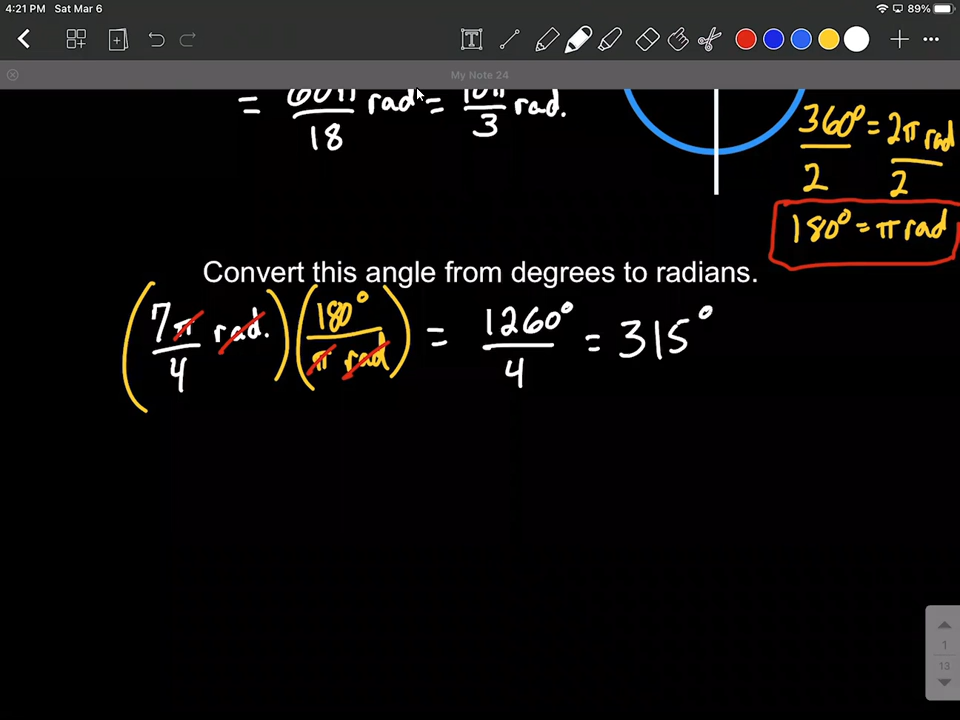 4:21 PM Sat Mar 6 89%
My Note 24
= 60π/18 rad = 10π/3 rad.
360° = 2π rad
2 2
180° = π rad
Convert this angle from degrees to radians.
(7π/4 rad.)(180°/π rad) = 1260°/4 = 315°
1
13